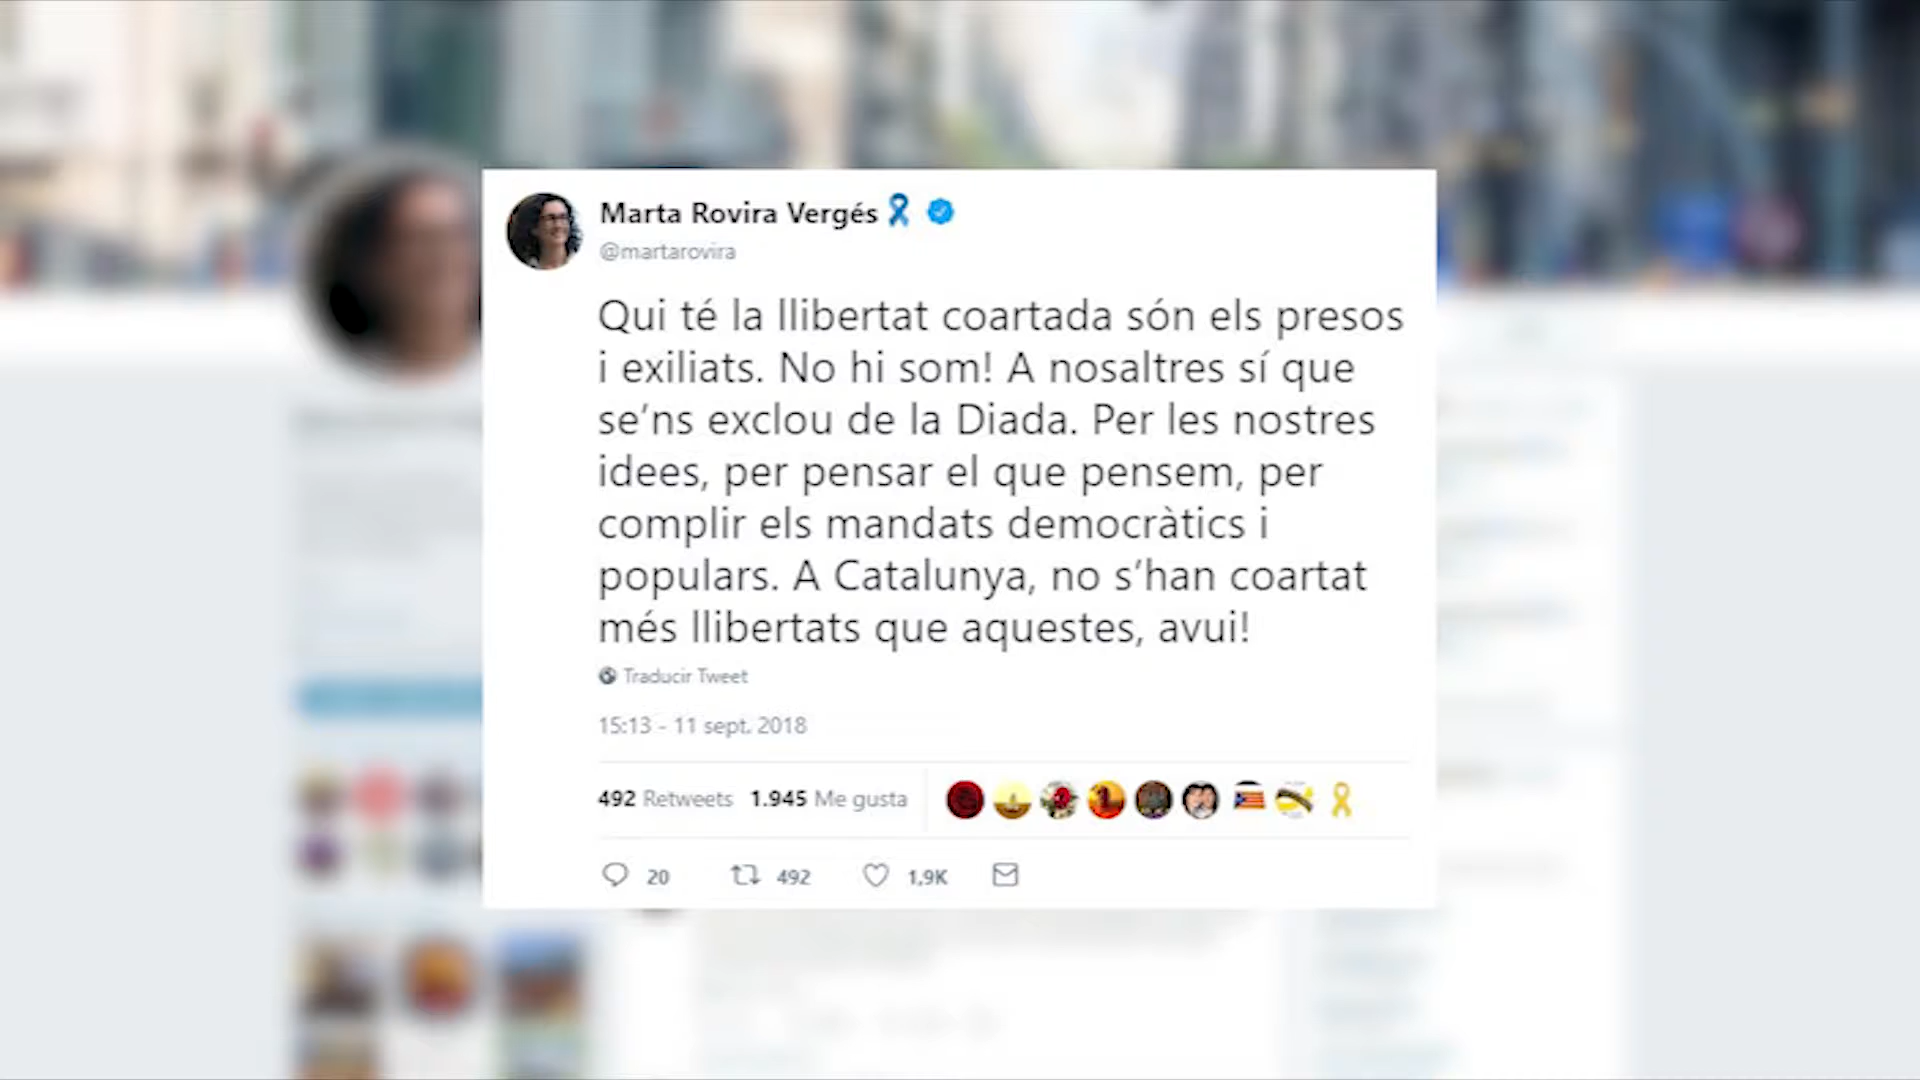 Marta Rovira Vergés
@martarovira
Qui té la llibertat coartada són els presos
i exiliats. No hi som! A nosaltres sí que
se’ns exclou de la Diada. Per les nostres
idees, per pensar el que pensem, per
complir els mandats democràtics i
populars. A Catalunya, no s’han coartat
més llibertats que aquestes, avui!
Traducir Tweet
15:13 - 11 sept. 2018
492 Retweets 1.945 Me gusta
20 492 1,9K